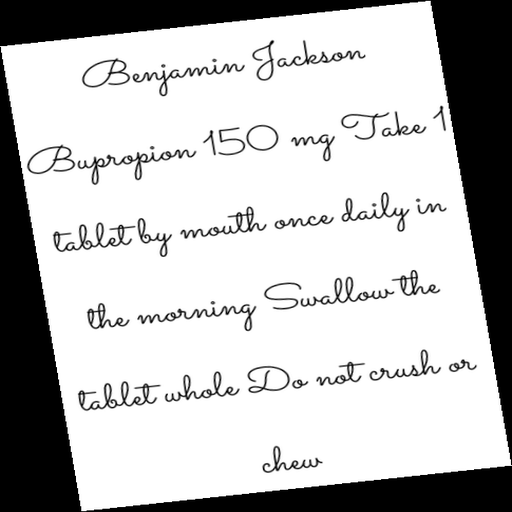 Benjamin Jackson
Bupropion 150 mg Take 1
tablet by mouth once daily in
the morning Swallow the
tablet whole Do not crush or
chew